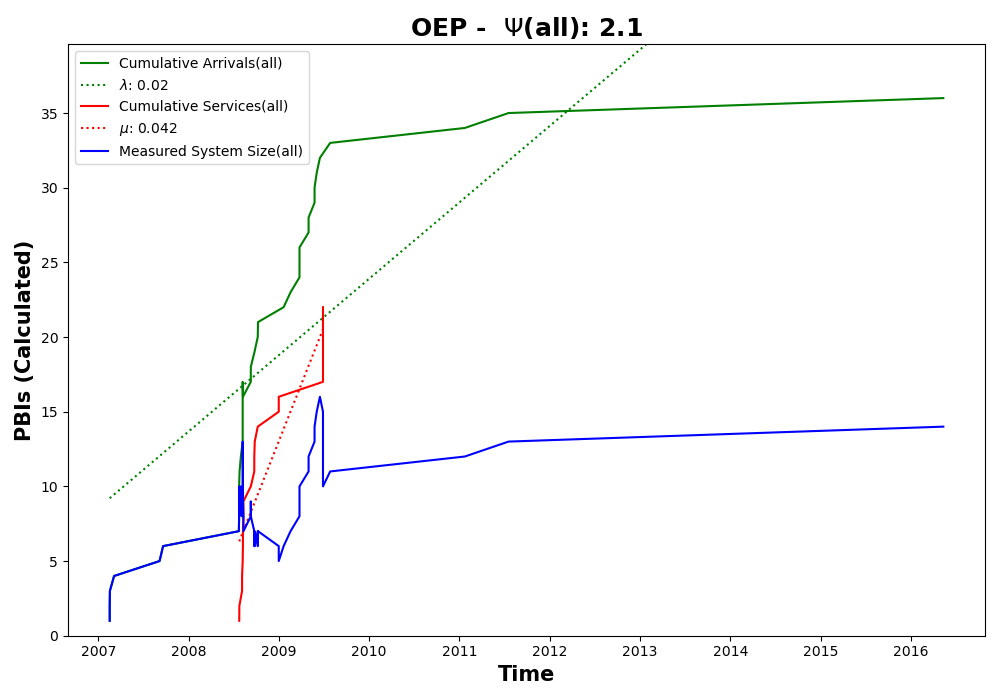 OEP -  Ψ(all): 2.1
Cumulative Arrivals(all)
λ: 0.02
Cumulative Services(all)
μ: 0.042
Measured System Size(all)
PBIs (Calculated)
35
30
25
20
15
10
5
0
2007 2008 2009 2010 2011 2012 2013 2014 2015 2016
Time